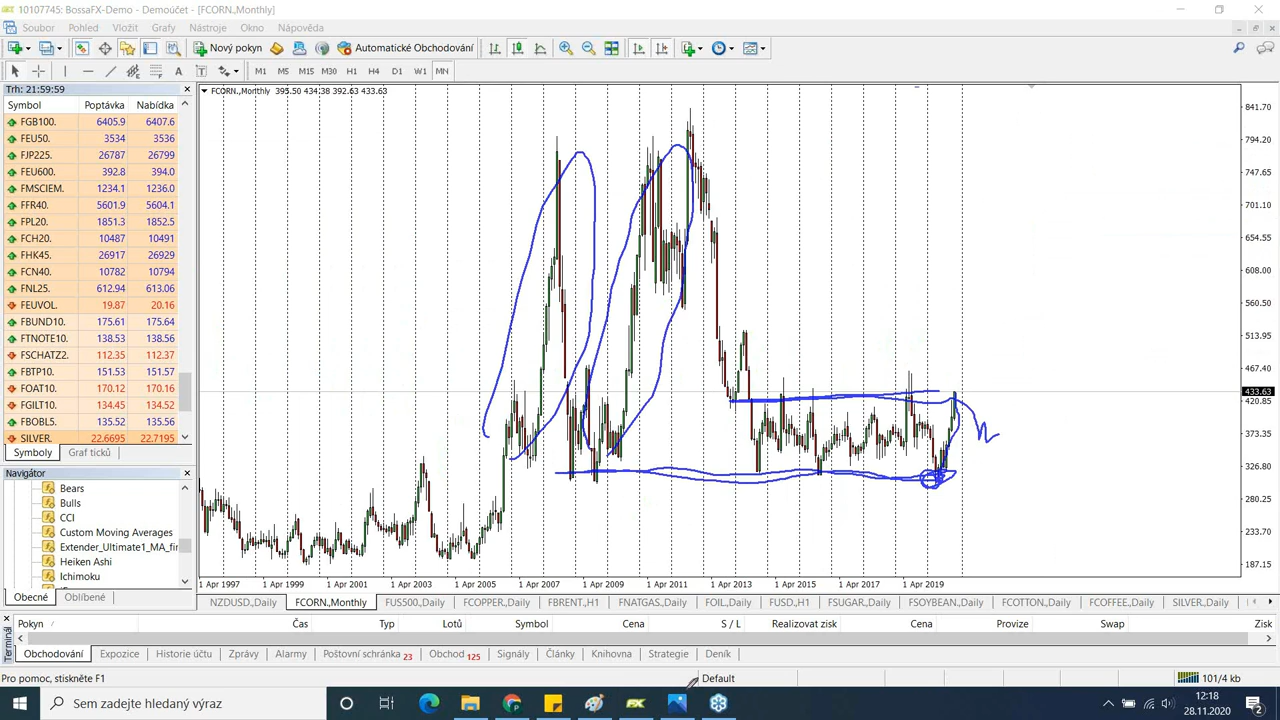 10107745: BossaFX-Demo - Demoúčet - [FCORN.,Monthly]
Soubor Pohled Vložit Grafy Nástroje Okno Nápověda
Nový pokyn Automatické Obchodování
A T M1 M5 M15 M30 H1 H4 D1 W1 MN
Trh: 21:59:59
Symbol Poptávka Nabídka
FGB100. 6405.9 6407.6
FEU50. 3534 3536
FJP225. 26787 26799
FEU600. 392.8 394.0
FMSCIEM. 1234.1 1236.0
FFR40. 5601.9 5604.1
FPL20. 1851.3 1852.5
FCH20. 10487 10491
FHK45. 26917 26929
FCN40. 10782 10794
FNL25. 612.94 613.06
FEUVOL. 19.87 20.16
FBUND10. 175.61 175.64
FTNOTE10. 138.53 138.56
FSCHATZ2. 112.35 112.37
FBTP10. 151.53 151.57
FOAT10. 170.12 170.16
FGILT10. 134.45 134.52
FBOBL5. 151.49 151.51
SILVER. 22.6695 22.7195
Symboly Graf ticků
Navigátor
Bears
Bulls
CCI
Custom Moving Averages
Extender_Ultimate1_MA_fir
Heiken Ashi
Ichimoku
Obecné Oblíbené
FCORN.,Monthly 395.50 434.38 392.63 433.63
841.70
794.20
747.65
701.10
654.55
608.00
560.50
513.95
467.40
433.63
420.85
373.35
326.80
280.25
233.70
187.15
1 Apr 1997 1 Apr 1999 1 Apr 2001 1 Apr 2003 1 Apr 2005 1 Apr 2007 1 Apr 2009 1 Apr 2011 1 Apr 2013 1 Apr 2015 1 Apr 2017 1 Apr 2019
NZDUSD.,Daily FCORN.,Monthly FUS500.,Daily FCOPPER.,Daily FBRENT.,H1 FNATGAS.,Daily FOIL.,Daily FUSD.,H1 FSUGAR.,Daily FSOYBEAN.,Daily FCOTTON.,Daily FCOFFEE.,Daily SILVER.,Daily
Pokyn Čas Typ Lotů Symbol Cena S / L Realizovat zisk Cena Provize Swap Zisk
Terminál
Obchodování Expozice Historie účtu Zprávy Alarmy Poštovní schránka 23 Obchod 125 Signály Články Knihovna Strategie Deník
Pro pomoc, stiskněte F1 Default 101/4 kb
Sem zadejte hledaný výraz
FX
12:18
28.11.2020
2